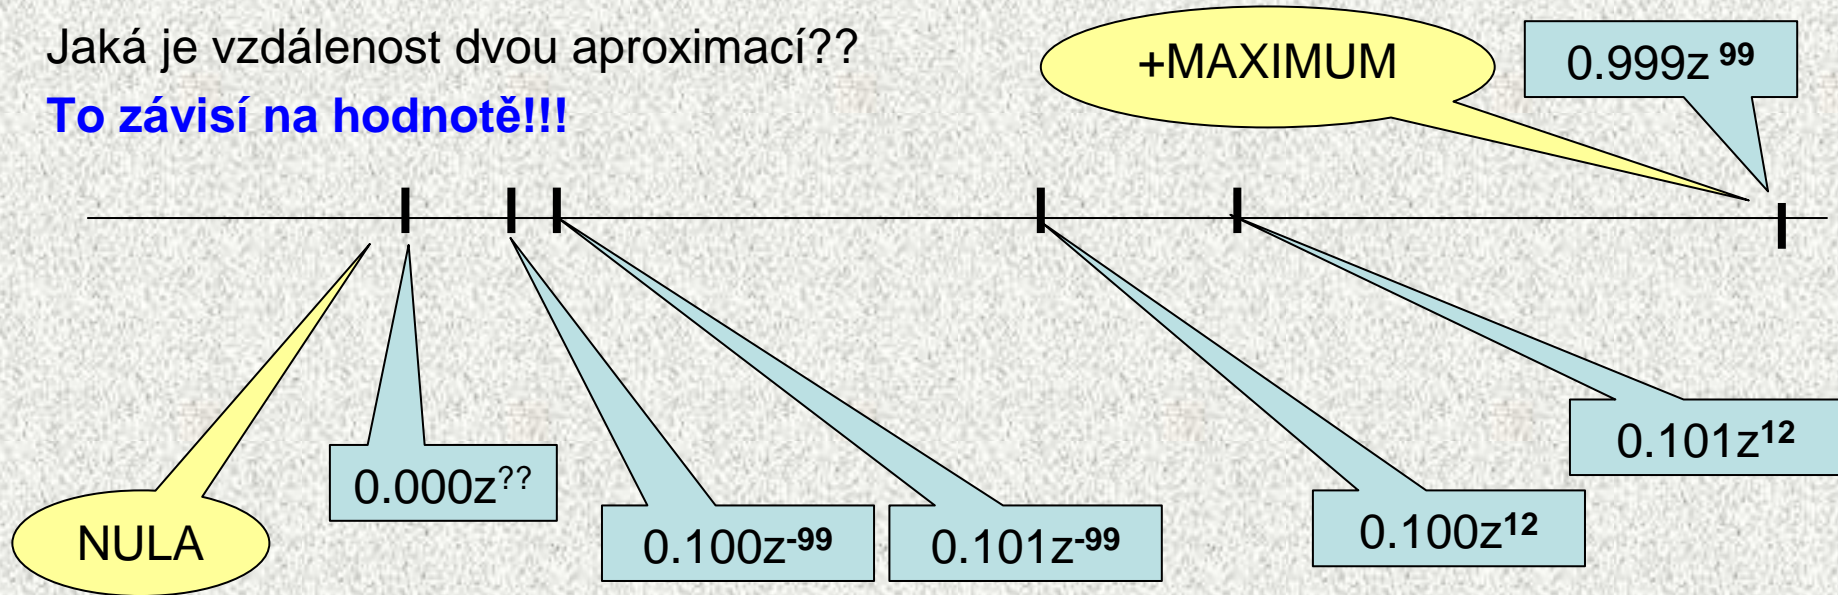 Jaká je vzdálenost dvou aproximací??
To závisí na hodnotě!!!
+MAXIMUM
0.999z ⁹⁹
NULA
0.000z??
0.100z⁻⁹⁹
0.101z⁻⁹⁹
0.100z¹²
0.101z¹²